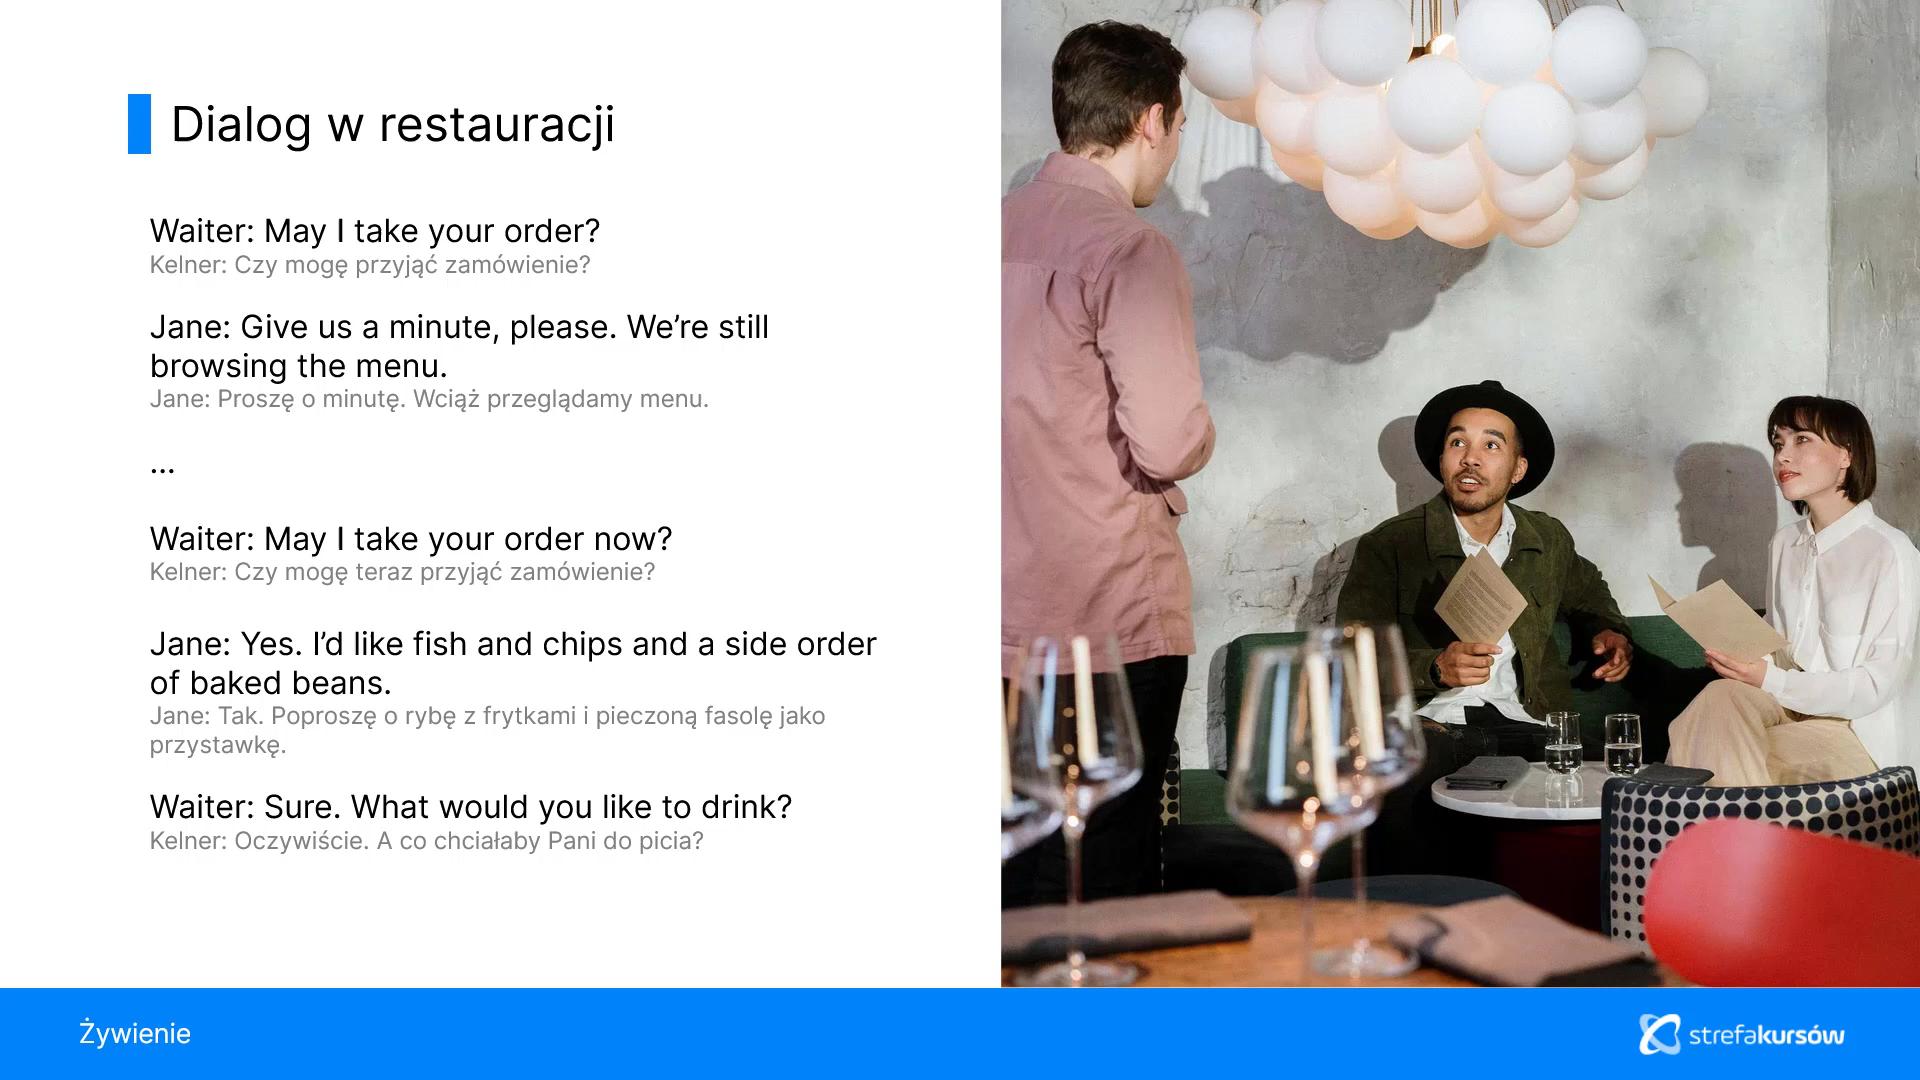 Dialog w restauracji
Waiter: May I take your order?
Kelner: Czy mogę przyjąć zamówienie?
Jane: Give us a minute, please. We’re still
browsing the menu.
Jane: Proszę o minutę. Wciąż przeglądamy menu.
...
Waiter: May I take your order now?
Kelner: Czy mogę teraz przyjąć zamówienie?
Jane: Yes. I’d like fish and chips and a side order
of baked beans.
Jane: Tak. Poproszę o rybę z frytkami i pieczoną fasolę jako
przystawkę.
Waiter: Sure. What would you like to drink?
Kelner: Oczywiście. A co chciałaby Pani do picia?
Żywienie
strefakursów